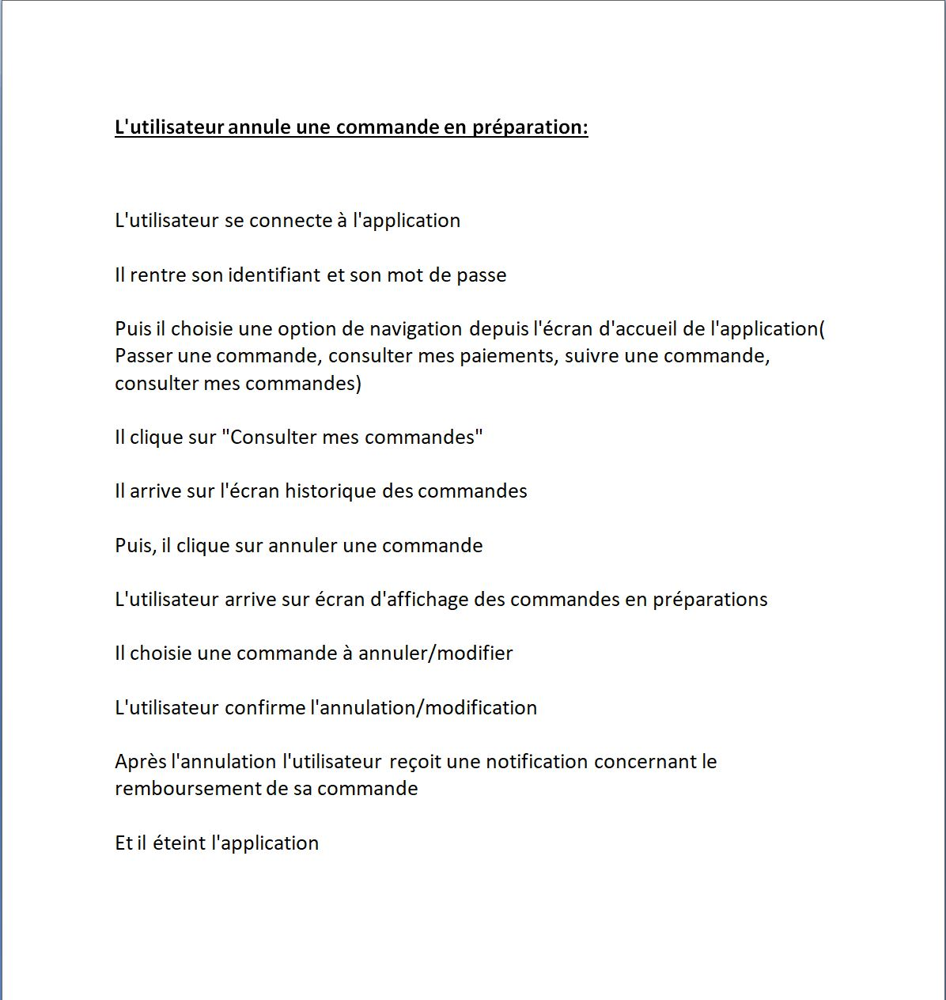 L'utilisateur annule une commande en préparation:
L'utilisateur se connecte à l'application
Il rentre son identifiant et son mot de passe
Puis il choisie une option de navigation depuis l'écran d'accueil de l'application(
Passer une commande, consulter mes paiements, suivre une commande,
consulter mes commandes)
Il clique sur "Consulter mes commandes"
Il arrive sur l'écran historique des commandes
Puis, il clique sur annuler une commande
L'utilisateur arrive sur écran d'affichage des commandes en préparations
Il choisie une commande à annuler/modifier
L'utilisateur confirme l'annulation/modification
Après l'annulation l'utilisateur reçoit une notification concernant le
remboursement de sa commande
Et il éteint l'application